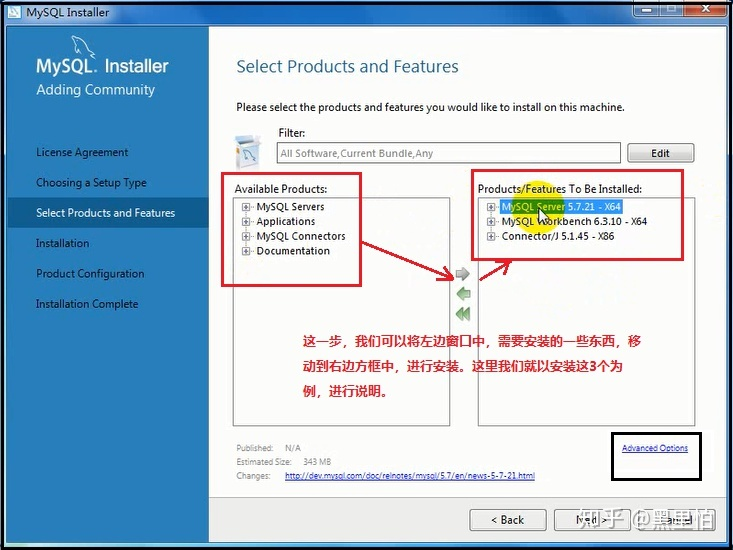 MySQL Installer
MySQL. Installer
Adding Community
License Agreement
Choosing a Setup Type
Select Products and Features
Installation
Product Configuration
Installation Complete
Select Products and Features
Please select the products and features you would like to install on this machine.
Filter:
All Software,Current Bundle,Any
Edit
Available Products:
MySQL Servers
Applications
MySQL Connectors
Documentation
Products/Features To Be Installed:
MySQL Server 5.7.21 - X64
MySQL Workbench 6.3.10 - X64
Connector/J 5.1.45 - X86
这一步，我们可以将左边窗口中，需要安装的一些东西，移
动到右边方框中，进行安装。这里我们就以安装这3个为
例，进行说明。
Advanced Options
Published: N/A
Estimated Size: 343 MB
Changes: http://dev.mysql.com/doc/relnotes/mysql/5.7/en/news-5-7-21.html
< Back
Next >
Cancel
知乎 @黑里伯